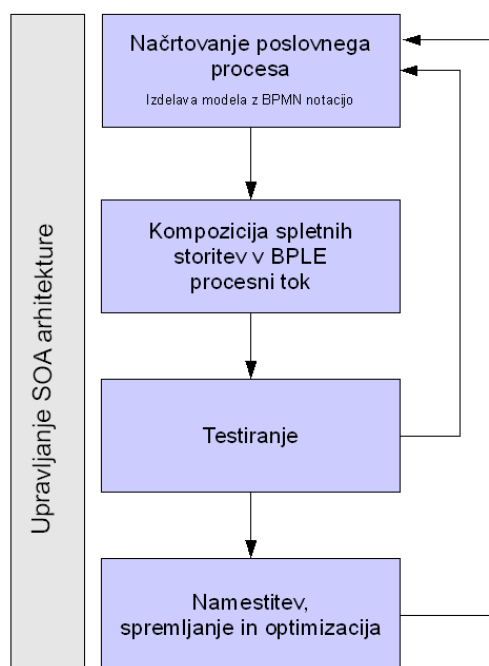 Upravljanje SOA arhitekture
Načrtovanje poslovnega
procesa
Izdelava modela z BPMN notacijo
Kompozicija spletnih
storitev v BPLE
procesni tok
Testiranje
Namestitev,
spremljanje in optimizacija